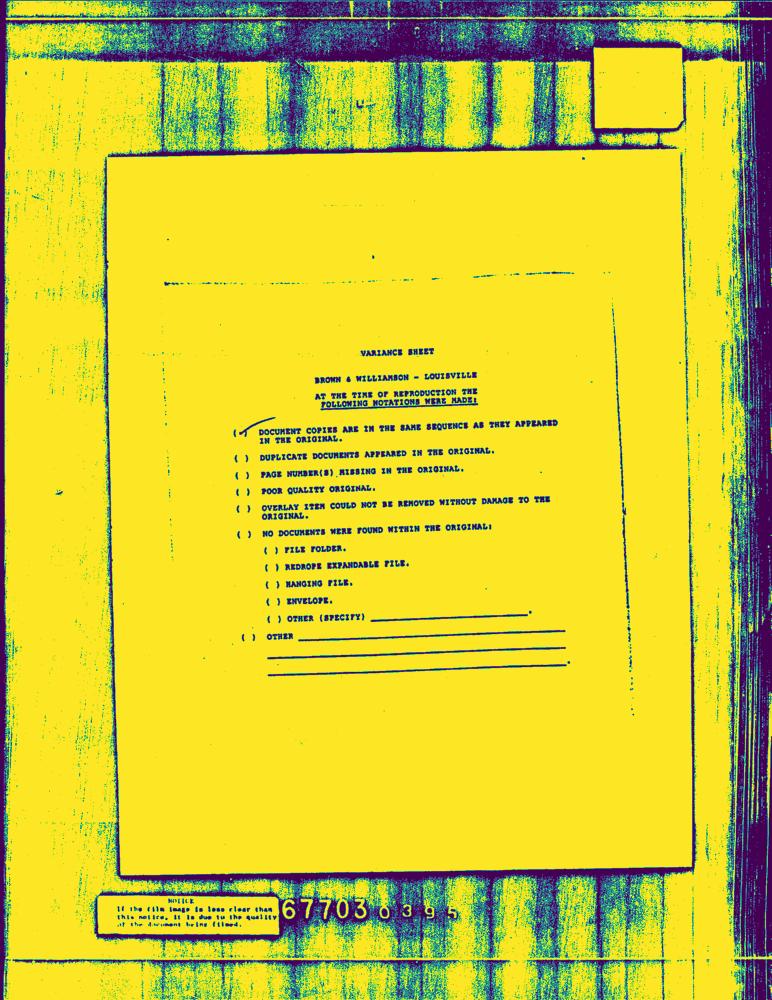 VARIANCE SHEET
BROWN & WILLIAMSON - LOUISVILLE
AT THE TIME OF REPRODUCTION THE
FOLLOWING NOTATIONS WERE MADE:
(✓) DOCUMENT COPIES ARE IN THE SAME SEQUENCE AS THEY APPEARED
IN THE ORIGINAL.
( ) DUPLICATE DOCUMENTS APPEARED IN THE ORIGINAL.
( ) PAGE NUMBER(S) MISSING IN THE ORIGINAL.
( ) POOR QUALITY ORIGINAL.
( ) OVERLAY ITEM COULD NOT BE REMOVED WITHOUT DAMAGE TO THE
ORIGINAL.
( ) NO DOCUMENTS WERE FOUND WITHIN THE ORIGINAL:
( ) FILE FOLDER.
( ) REDROPE EXPANDABLE FILE.
( ) HANGING FILE.
( ) ENVELOPE.
( ) OTHER (SPECIFY) ____________________.
( ) OTHER ____________________
NOTICE
If the film image is less clear than
this notice, it is due to the quality
of the document being filmed.
67703 0395